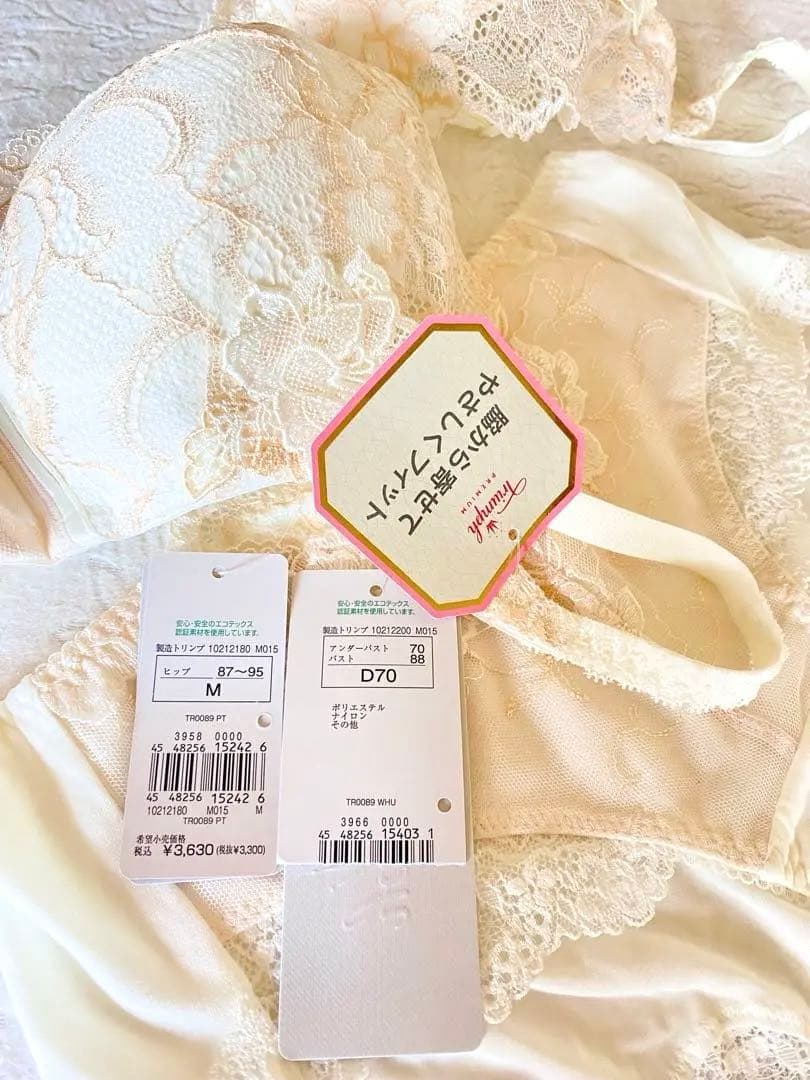 脇から寄せて
やさしくフィット
Triumph
PREMIUM
安心・安全のエコテックス
認証素材を使用しています.
製造トリンプ 10212180 M015
ヒップ 87〜95
M
TR0089 PT
3958 0000
45 48256 15242 6
45 48256 15242 6
10212180 M015 M
TR0089 PT
希望小売価格
税込 ¥3,630 (税抜¥3,300)
安心・安全のエコテックス
認証素材を使用しています.
製造トリンプ 10212200 M015
アンダーバスト 70
バスト 88
D70
ポリエステル
ナイロン
その他
TR0089 WHU
3966 0000
45 48256 15403 1